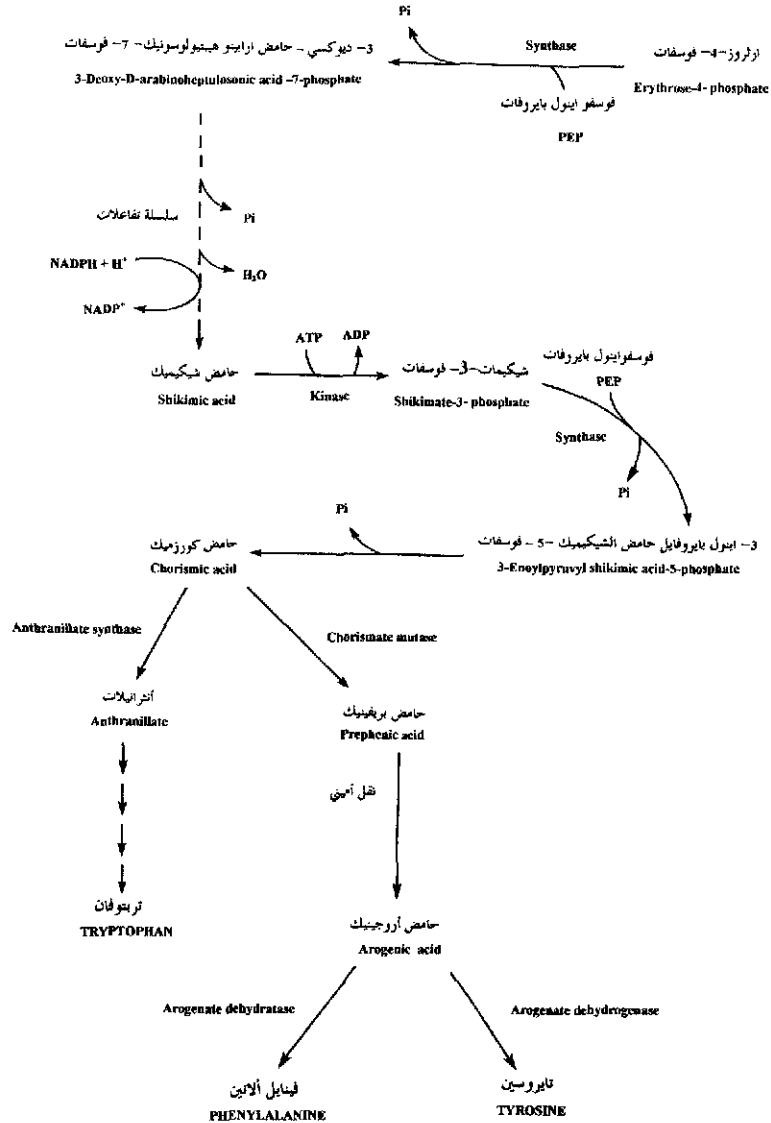 Pi
3- ديوكسي - حامض ارابينو هيبتيولوسونيك - 7- فوسفات
3-Deoxy-D-arabinoheptulosonic acid -7-phosphate
Synthase
ارثروز-4- فوسفات
Erythrose-4- phosphate
فوسفو اينول بايروفات
PEP
سلسلة تفاعلات
Pi
NADPH + H⁺
H₂O
NADP⁺
حامض شيكيميك
Shikimic acid
ATP
ADP
Kinase
شيكيمات-3- فوسفات
Shikimate-3- phosphate
فوسفواينول بايروفات
PEP
Synthase
Pi
3- اينول بايروفايل حامض الشيكيميك -5- فوسفات
3-Enoylpyruvyl shikimic acid-5-phosphate
Pi
حامض كورزميك
Chorismic acid
Anthranillate synthase
Chorismate mutase
أنثرانيلات
Anthranillate
حامض بريفينيك
Prephenic acid
نقل أميني
تربتوفان
TRYPTOPHAN
حامض أروجينيك
Arogenic acid
Arogenate dehydratase
Arogenate dehydrogenase
فينايل ألانين
PHENYLALANINE
تايروسين
TYROSINE